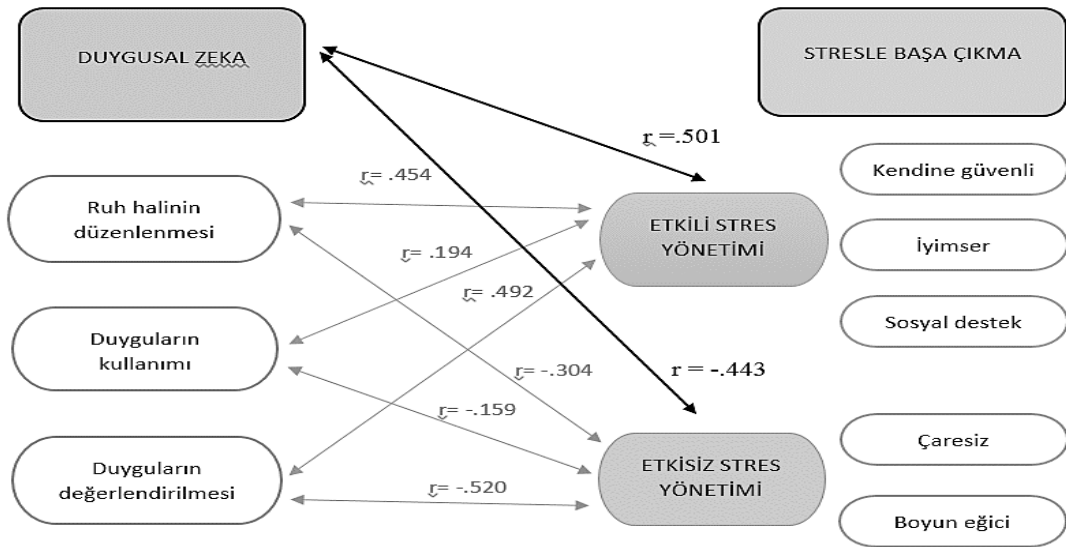 DUYGUSAL ZEKA
STRESLE BAŞA ÇIKMA
r =.501
Kendine güvenli
r= .454
Ruh halinin
düzenlenmesi
ETKİLİ STRES
YÖNETİMİ
İyimser
r= .194
r= .492
Sosyal destek
Duyguların
kullanımı
r= -.304
r = -.443
r= -.159
Çaresiz
Duyguların
değerlendirilmesi
ETKİSİZ STRES
YÖNETİMİ
r= -.520
Boyun eğici